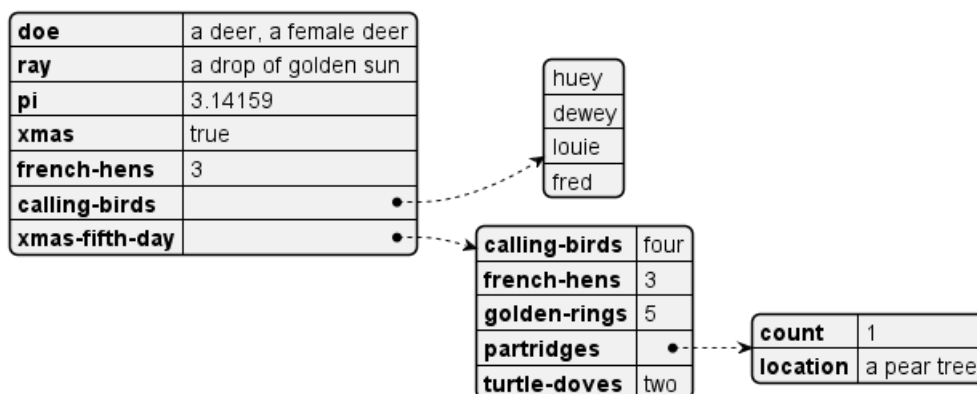 doe a deer, a female deer
ray a drop of golden sun
pi 3.14159
xmas true
french-hens 3
calling-birds
xmas-fifth-day
huey
dewey
louie
fred
calling-birds four
french-hens 3
golden-rings 5
partridges
turtle-doves two
count 1
location a pear tree